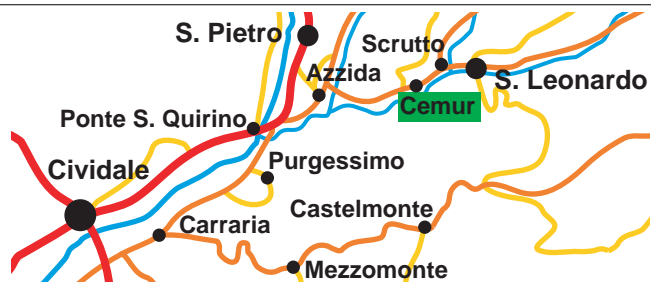 S. Pietro
Scrutto
Azzida
S. Leonardo
Cemur
Ponte S. Quirino
Purgessimo
Cividale
Castelmonte
Carraria
Mezzomonte